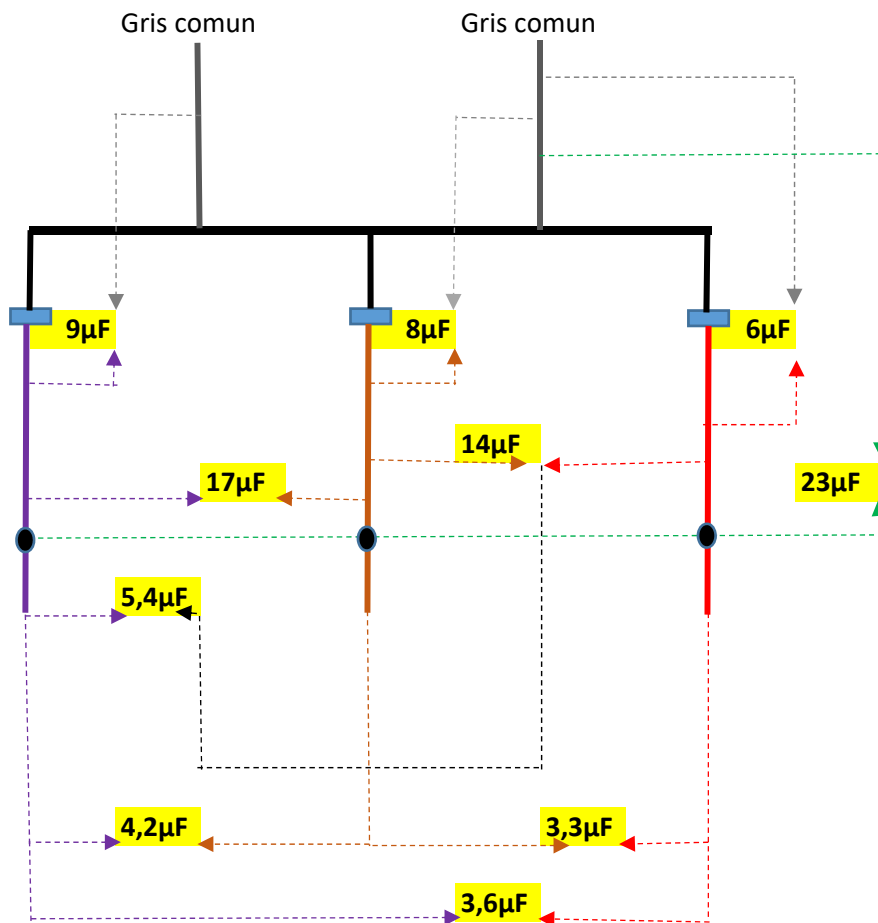 Gris comun
Gris comun
9µF
8µF
6µF
14µF
17µF
23µF
5,4µF
4,2µF
3,3µF
3,6µF